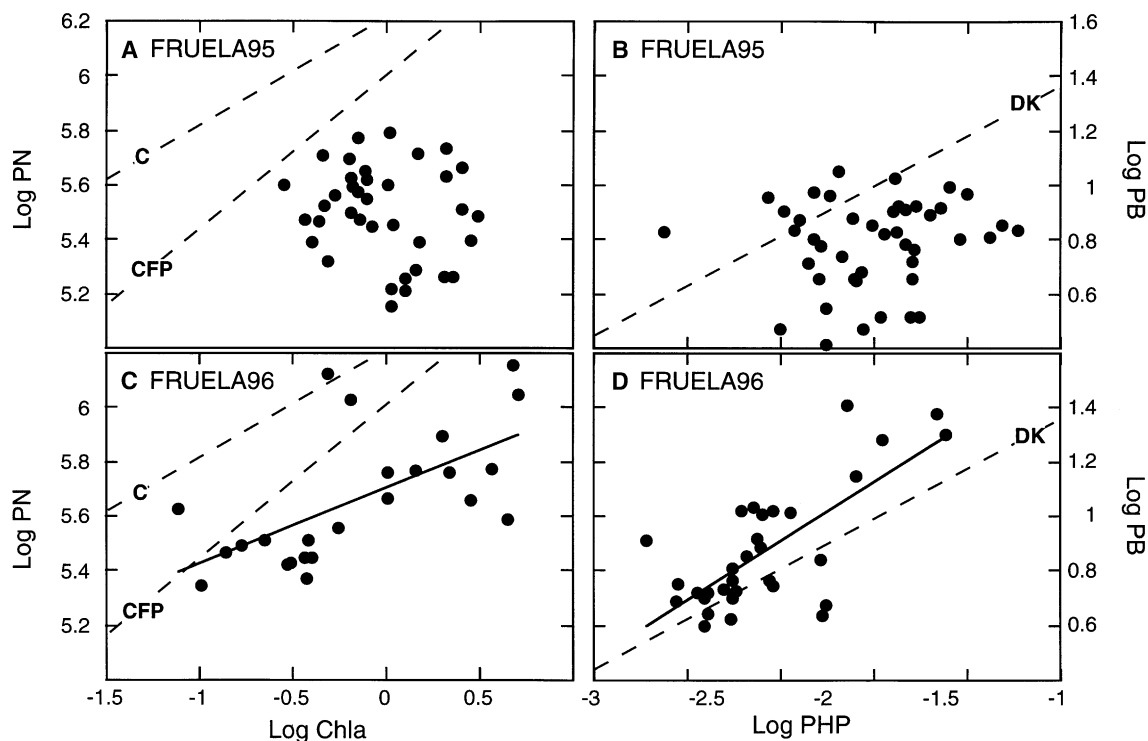 A FRUELA95
6.2
6
5.8
5.6
5.4
5.2
Log PN
C
CFP
B FRUELA95
1.6
1.4
1.2
1
0.8
0.6
Log PB
DK
C FRUELA96
6
5.8
5.6
5.4
5.2
Log PN
C
CFP
-1.5
-1
-0.5
0
0.5
Log Chla
D FRUELA96
1.4
1.2
1
0.8
0.6
Log PB
DK
-3
-2.5
-2
-1.5
-1
Log PHP